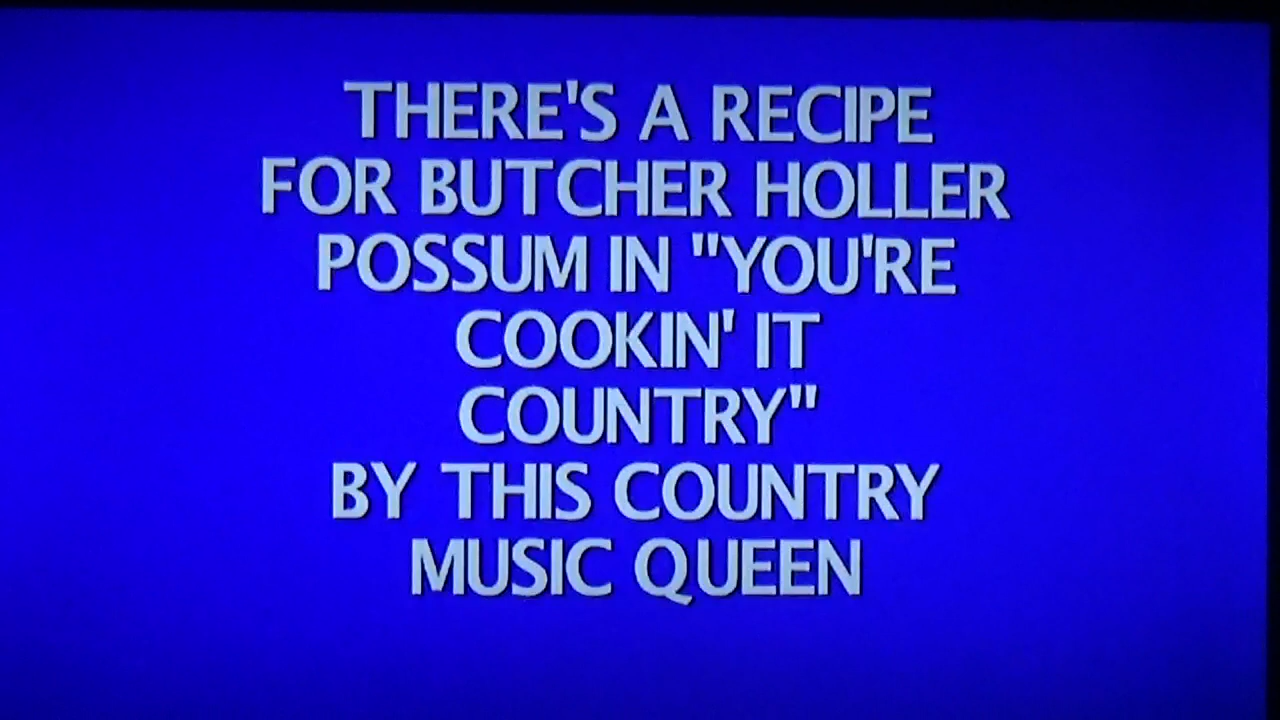 THERE'S A RECIPE
FOR BUTCHER HOLLER
POSSUM IN "YOU'RE
COOKIN' IT
COUNTRY"
BY THIS COUNTRY
MUSIC QUEEN